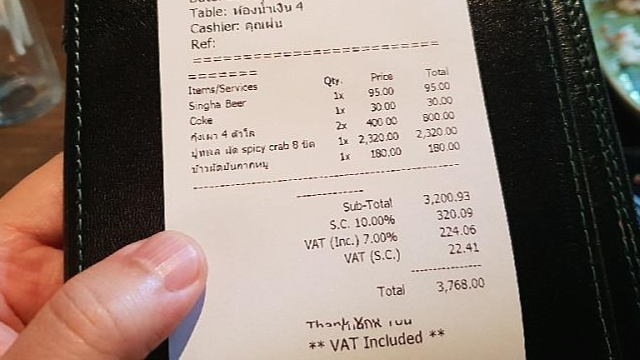 Table: ห้องน้ำเงิน 4
Cashier: คุณฝน
Ref:
==========================
=======
Items/Services Qty. Price Total
Singha Beer 1x 95.00 95.00
Coke 1x 30.00 30.00
กุ้งเผา 4 ตัวโล 2x 400.00 800.00
ปูทะเล ผัด spicy crab 8 ขีด 1x 2,320.00 2,320.00
ข้าวผัดมันกากหมู 1x 180.00 180.00
Sub-Total 3,200.93
S.C. 10.00% 320.09
VAT (Inc.) 7.00% 224.06
VAT (S.C.) 22.41
Total 3,768.00
** VAT Included **